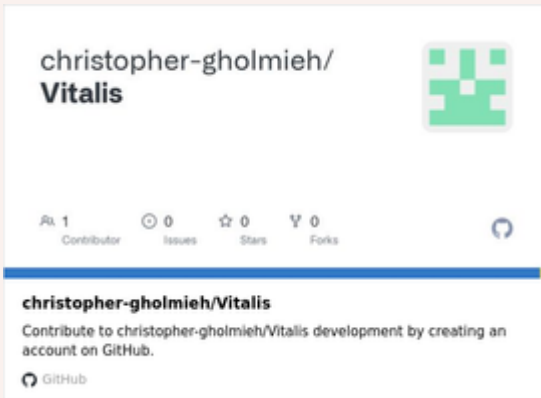 christopher-gholmieh/
Vitalis
1 0 0 0
Contributor Issues Stars Forks
christopher-gholmieh/Vitalis
Contribute to christopher-gholmieh/Vitalis development by creating an
account on GitHub.
GitHub